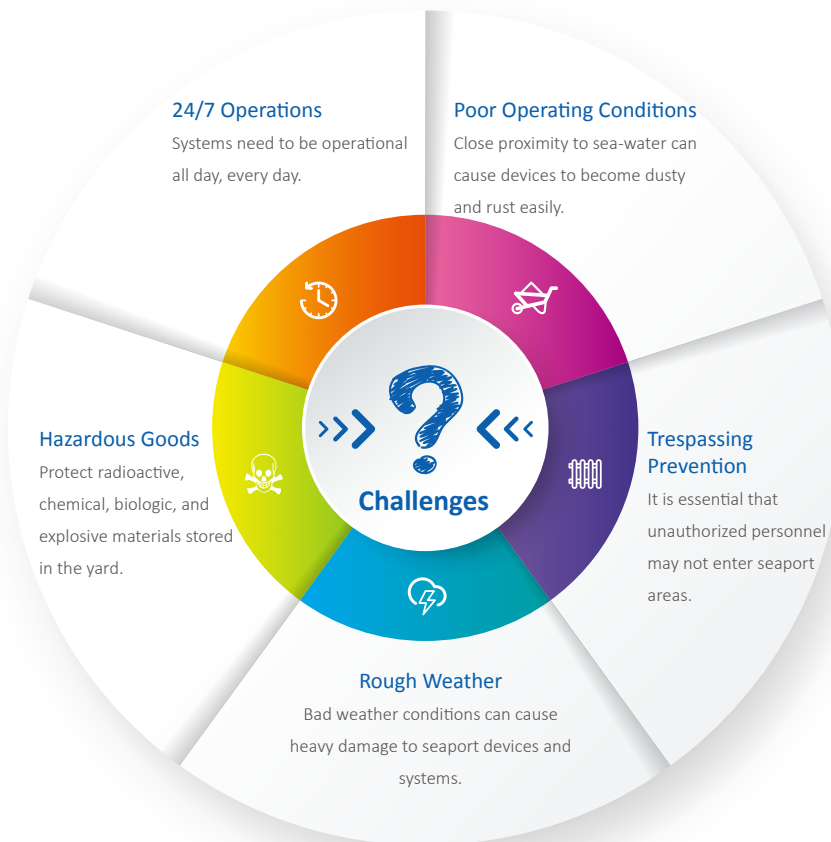 24/7 Operations
Systems need to be operational
all day, every day.
Poor Operating Conditions
Close proximity to sea-water can
cause devices to become dusty
and rust easily.
Hazardous Goods
Protect radioactive,
chemical, biologic, and
explosive materials stored
in the yard.
Challenges
Trespassing
Prevention
It is essential that
unauthorized personnel
may not enter seaport
areas.
Rough Weather
Bad weather conditions can cause
heavy damage to seaport devices and
systems.